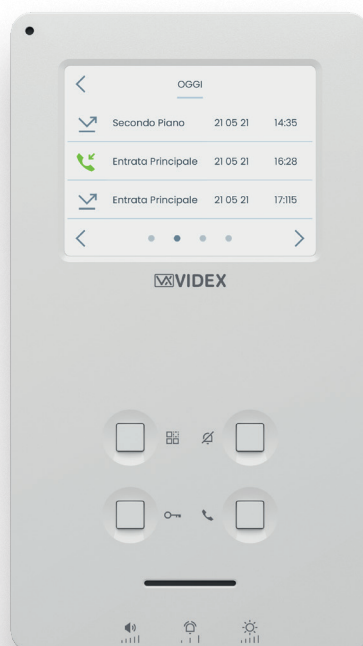 OGGI
Secondo Piano 21 05 21 14:35
Entrata Principale 21 05 21 16:28
Entrata Principale 21 05 21 17:115
VIDEX